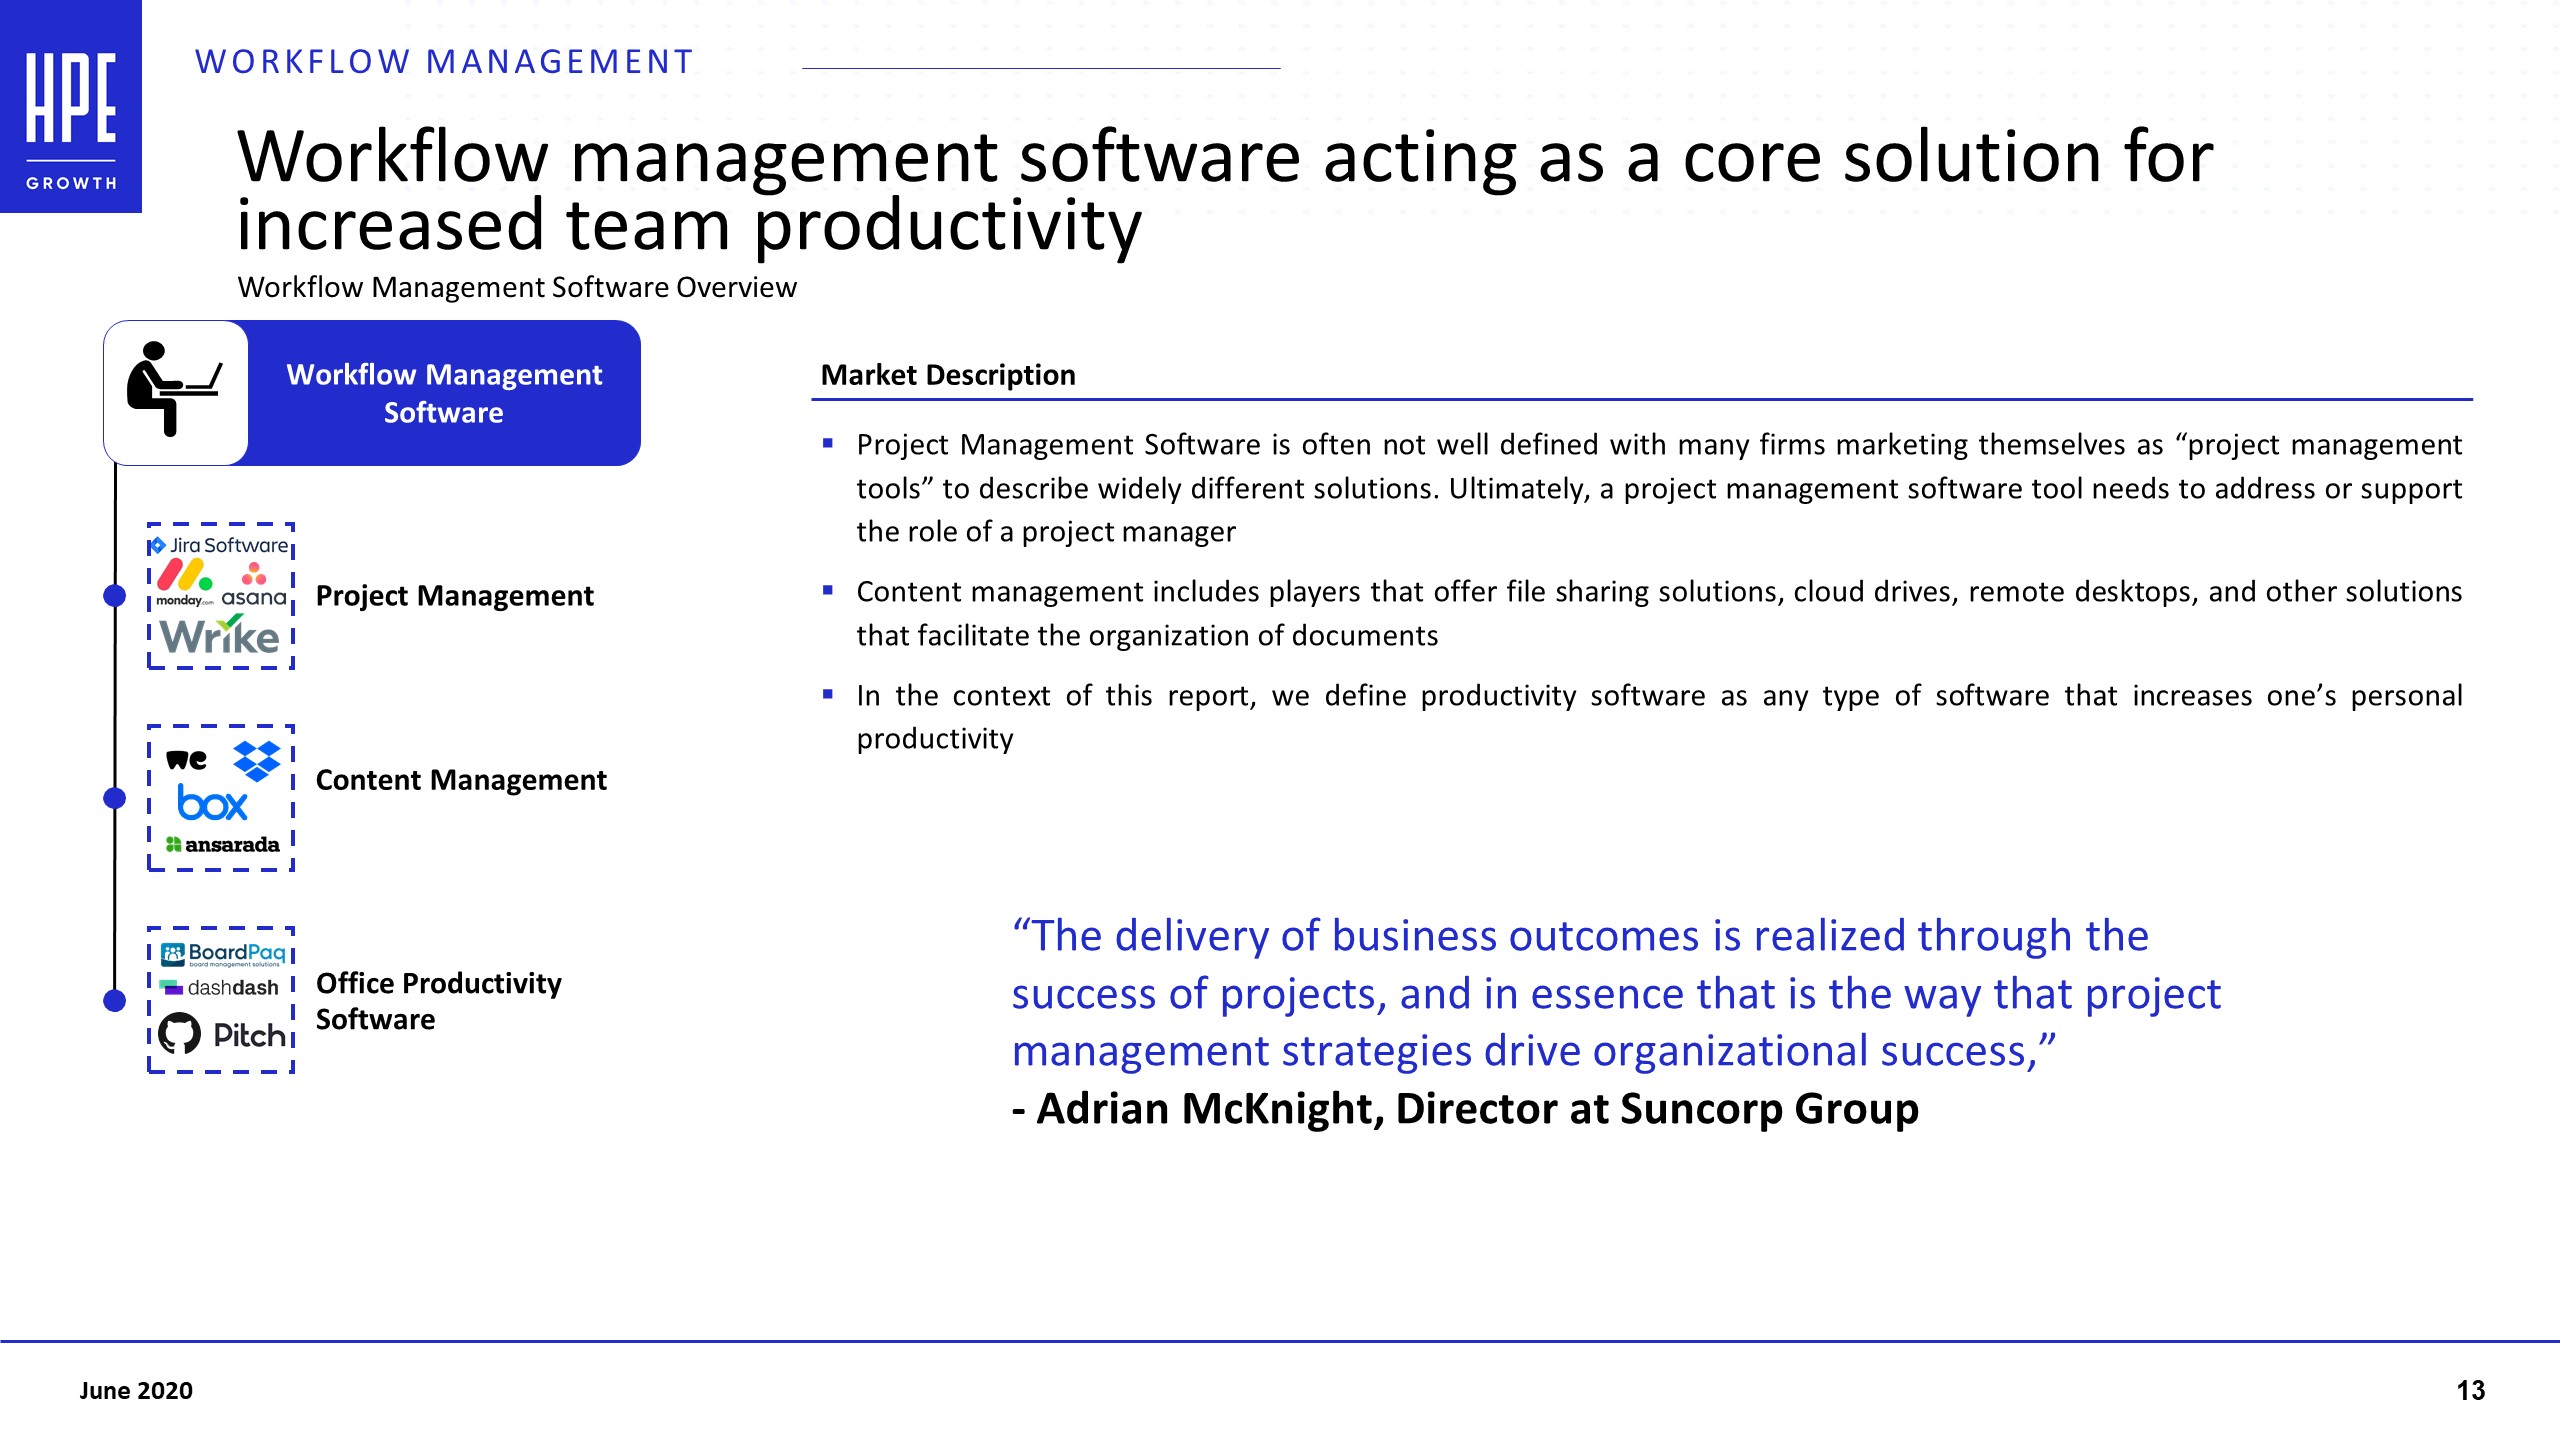 HPE
GROWTH
WORKFLOW MANAGEMENT
Workflow management software acting as a core solution for
increased team productivity
Workflow Management Software Overview
Workflow Management
Software
Jira Software
monday.com
asana
Wrike
Project Management
we
box
ansarada
Content Management
BoardPaq
board management solutions
dashdash
Pitch
Office Productivity
Software
Market Description
Project Management Software is often not well defined with many firms marketing themselves as “project management
tools” to describe widely different solutions. Ultimately, a project management software tool needs to address or support
the role of a project manager
Content management includes players that offer file sharing solutions, cloud drives, remote desktops, and other solutions
that facilitate the organization of documents
In the context of this report, we define productivity software as any type of software that increases one’s personal
productivity
“The delivery of business outcomes is realized through the
success of projects, and in essence that is the way that project
management strategies drive organizational success,”
- Adrian McKnight, Director at Suncorp Group
June 2020
13